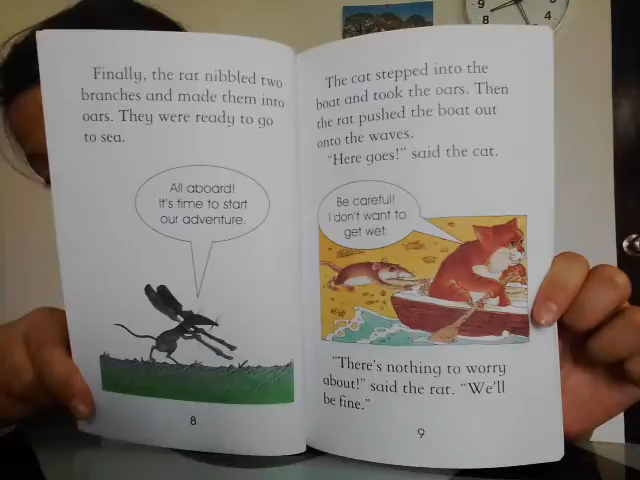 Finally, the rat nibbled two
branches and made them into
oars. They were ready to go
to sea.
All aboard!
It's time to start
our adventure.
8
The cat stepped into the
boat and took the oars. Then
the rat pushed the boat out
onto the waves.
"Here goes!" said the cat.
Be careful!
I don't want to
get wet.
"There's nothing to worry
about!" said the rat. "We'll
be fine."
9